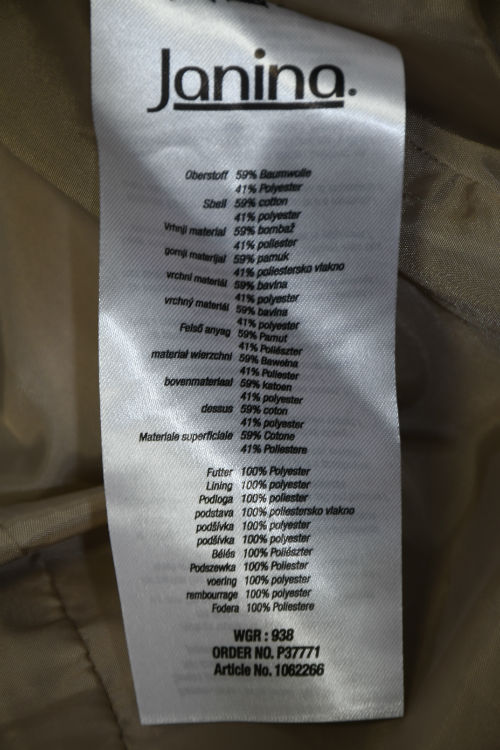 Janina.
Oberstoff 59% Baumwolle
41% Polyester
Shell 59% cotton
41% polyester
Vrhnji material 59% bombaž
41% poliester
gornji materijal 59% pamuk
41% poliestersko vlakno
vrchní materiál 59% bavlna
41% polyester
vrchný materiál 59% bavlna
41% polyester
Felső anyag 59% Pamut
41% Poliészter
materiał wierzchni 59% Bawełna
41% Poliester
bovenmateriaal 59% katoen
41% polyester
dessus 59% coton
41% polyester
Materiale superficiale 59% Cotone
41% Poliestere
Futter 100% Polyester
Lining 100% polyester
Podloga 100% poliester
podstava 100% poliestersko vlakno
podšívka 100% polyester
podšívka 100% polyester
Bélés 100% Poliészter
Podszewka 100% Poliester
voering 100% polyester
rembourrage 100% polyester
Fodera 100% Poliestere
WGR : 938
ORDER NO. P37771
Article No. 1062266